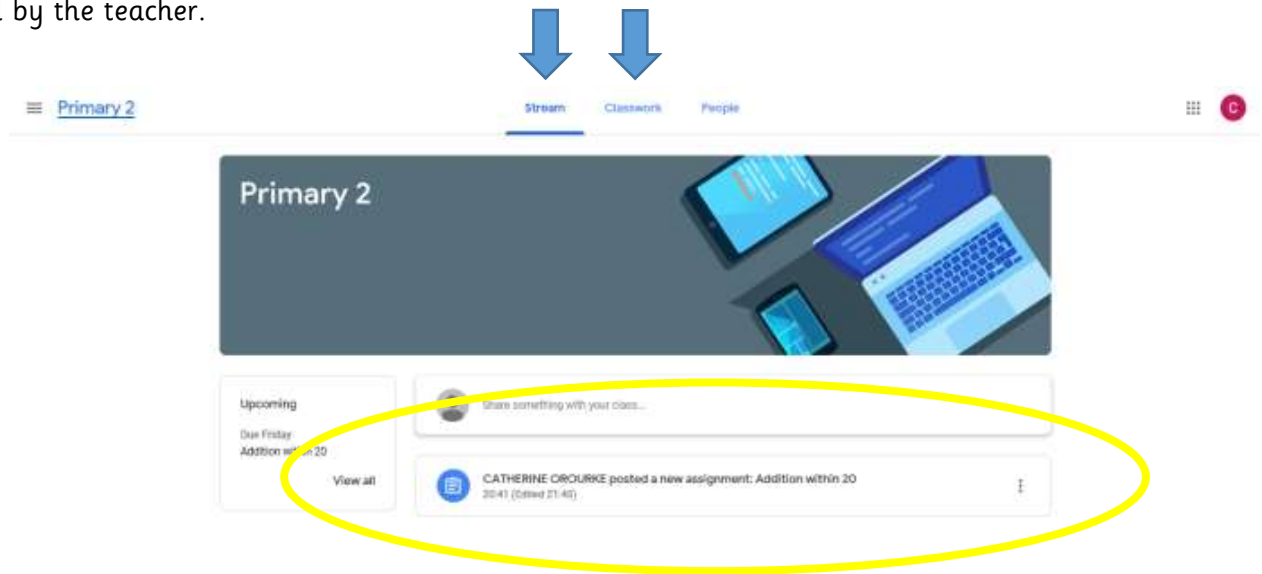 by the teacher.
Primary 2
Stream Classwork People
C
Primary 2
Upcoming
Share something with your class...
Due Friday
Addition within 20
View all
CATHERINE OROURKE posted a new assignment: Addition within 20
20:41 (Edited 21:40)